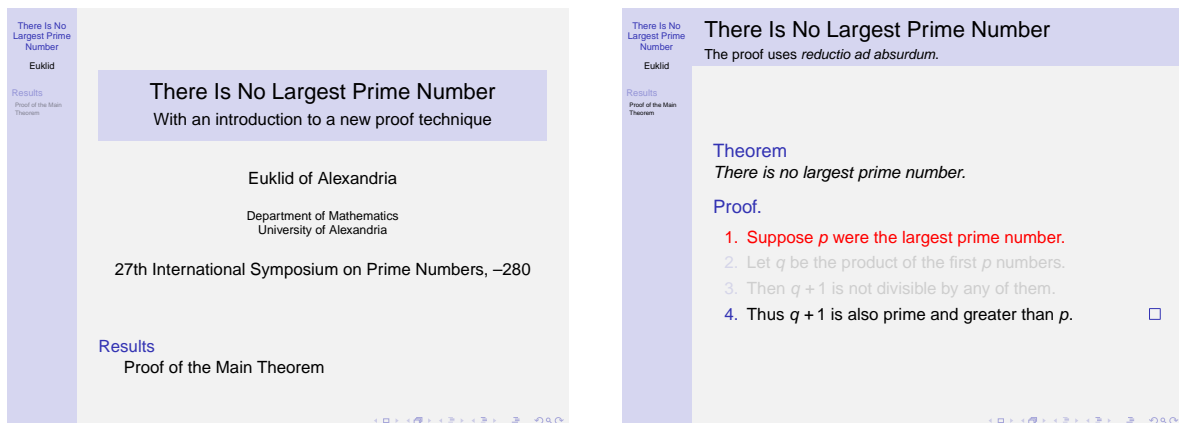 There Is No
Largest Prime
Number
Euklid
Results
Proof of the Main
Theorem
There Is No Largest Prime Number
With an introduction to a new proof technique
Euklid of Alexandria
Department of Mathematics
University of Alexandria
27th International Symposium on Prime Numbers, –280
Results
Proof of the Main Theorem
There Is No
Largest Prime
Number
Euklid
Results
Proof of the Main
Theorem
There Is No Largest Prime Number
The proof uses reductio ad absurdum.
Theorem
There is no largest prime number.
Proof.
1. Suppose p were the largest prime number.
2. Let q be the product of the first p numbers.
3. Then q + 1 is not divisible by any of them.
4. Thus q + 1 is also prime and greater than p. □